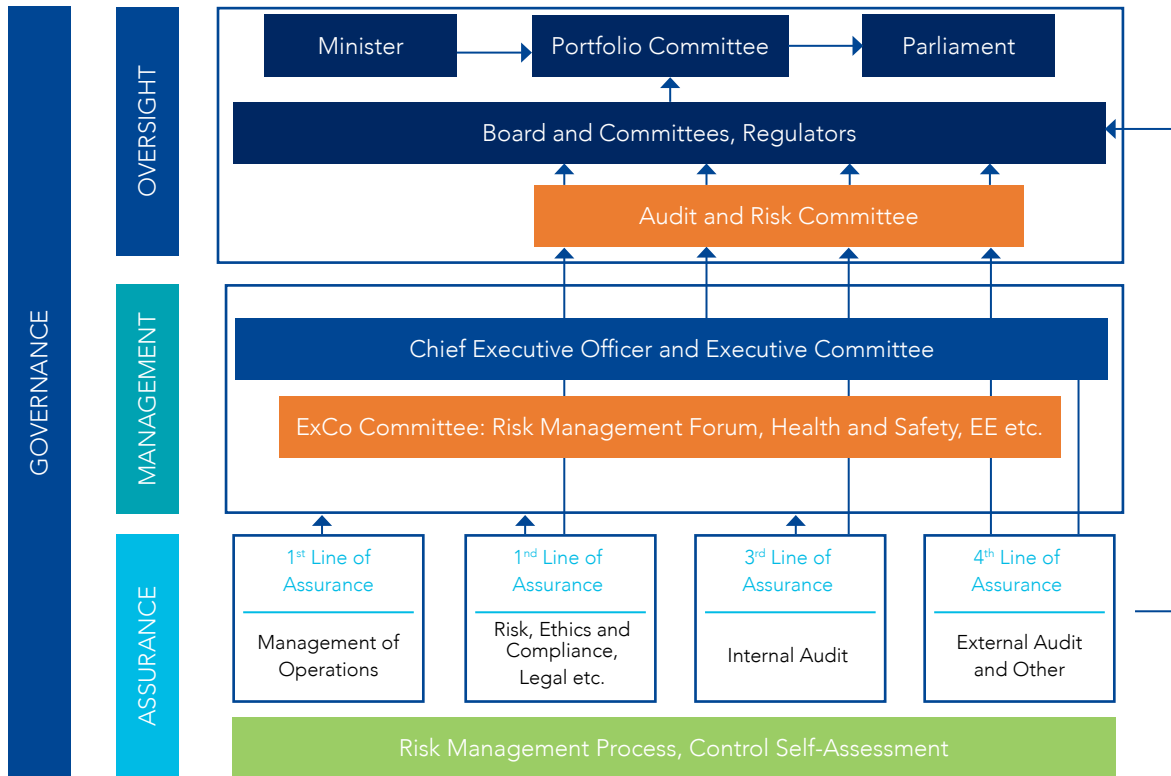 GOVERNANCE
OVERSIGHT
Minister
Portfolio Committee
Parliament
Board and Committees, Regulators
Audit and Risk Committee
MANAGEMENT
Chief Executive Officer and Executive Committee
ExCo Committee: Risk Management Forum, Health and Safety, EE etc.
ASSURANCE
1st Line of
Assurance
Management of
Operations
1nd Line of
Assurance
Risk, Ethics and
Compliance,
Legal etc.
3rd Line of
Assurance
Internal Audit
4th Line of
Assurance
External Audit
and Other
Risk Management Process, Control Self-Assessment